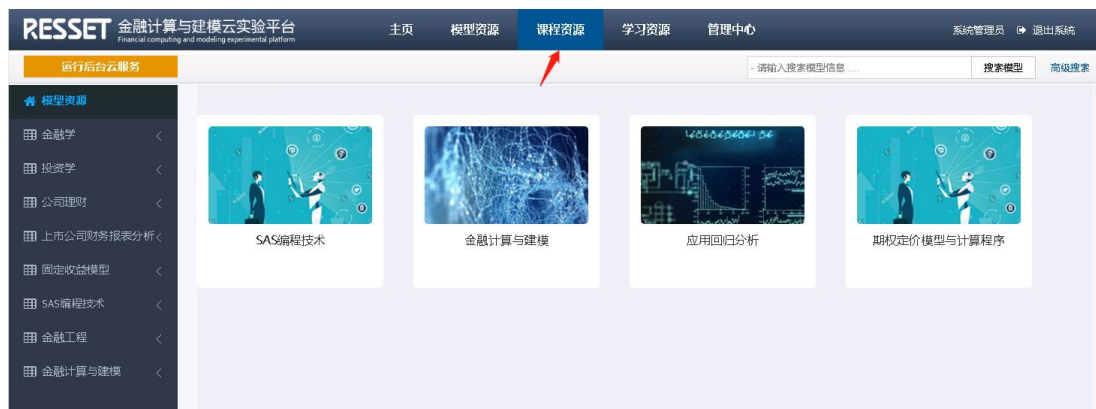 RESSET 金融计算与建模云实验平台
Financial computing and modeling experimental platform
主页 模型资源 课程资源 学习资源 管理中心
系统管理员 退出系统
运行后台云服务
- 请输入搜索模型信息 ....
搜索模型
高级搜索
模型资源
金融学
投资学
公司理财
上市公司财务报表分析
固定收益模型
SAS编程技术
金融工程
金融计算与建模
SAS编程技术
金融计算与建模
应用回归分析
期权定价模型与计算程序